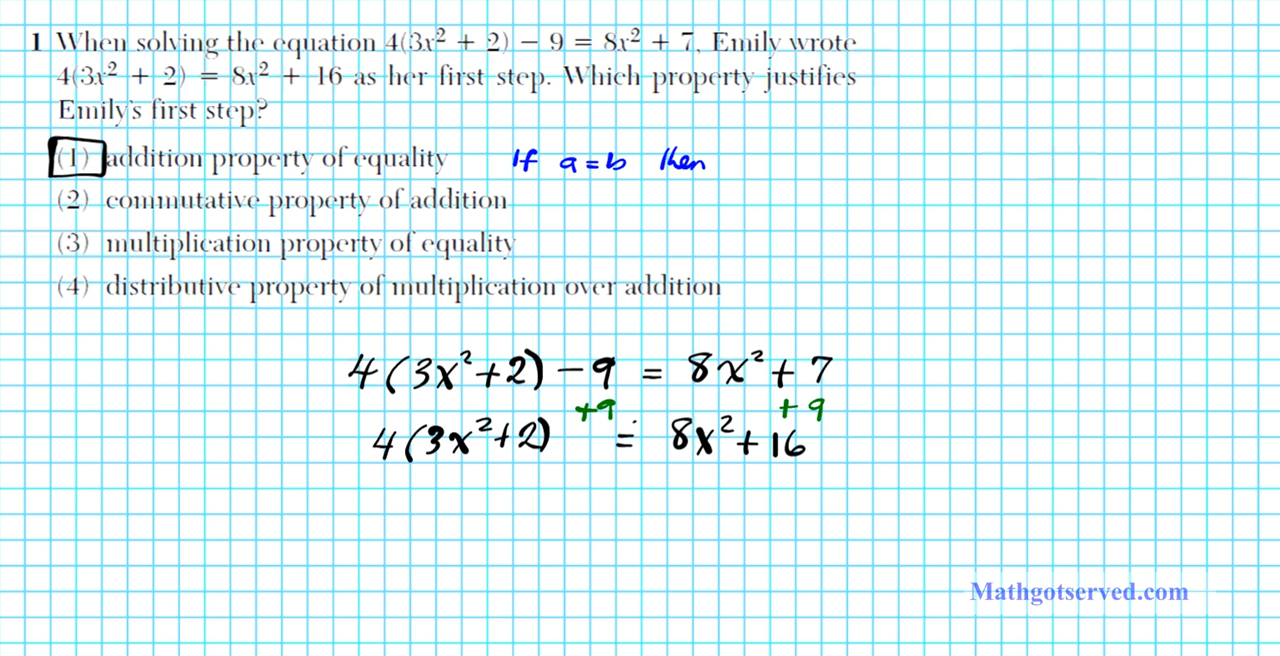 1 When solving the equation 4(3x² + 2) − 9 = 8x² + 7, Emily wrote
4(3x² + 2) = 8x² + 16 as her first step. Which property justifies
Emily's first step?
(1) addition property of equality If a = b then
(2) commutative property of addition
(3) multiplication property of equality
(4) distributive property of multiplication over addition
4(3x²+2) − 9 = 8x² + 7
+9 +9
4(3x²+2) = 8x² + 16
Mathgotserved.com